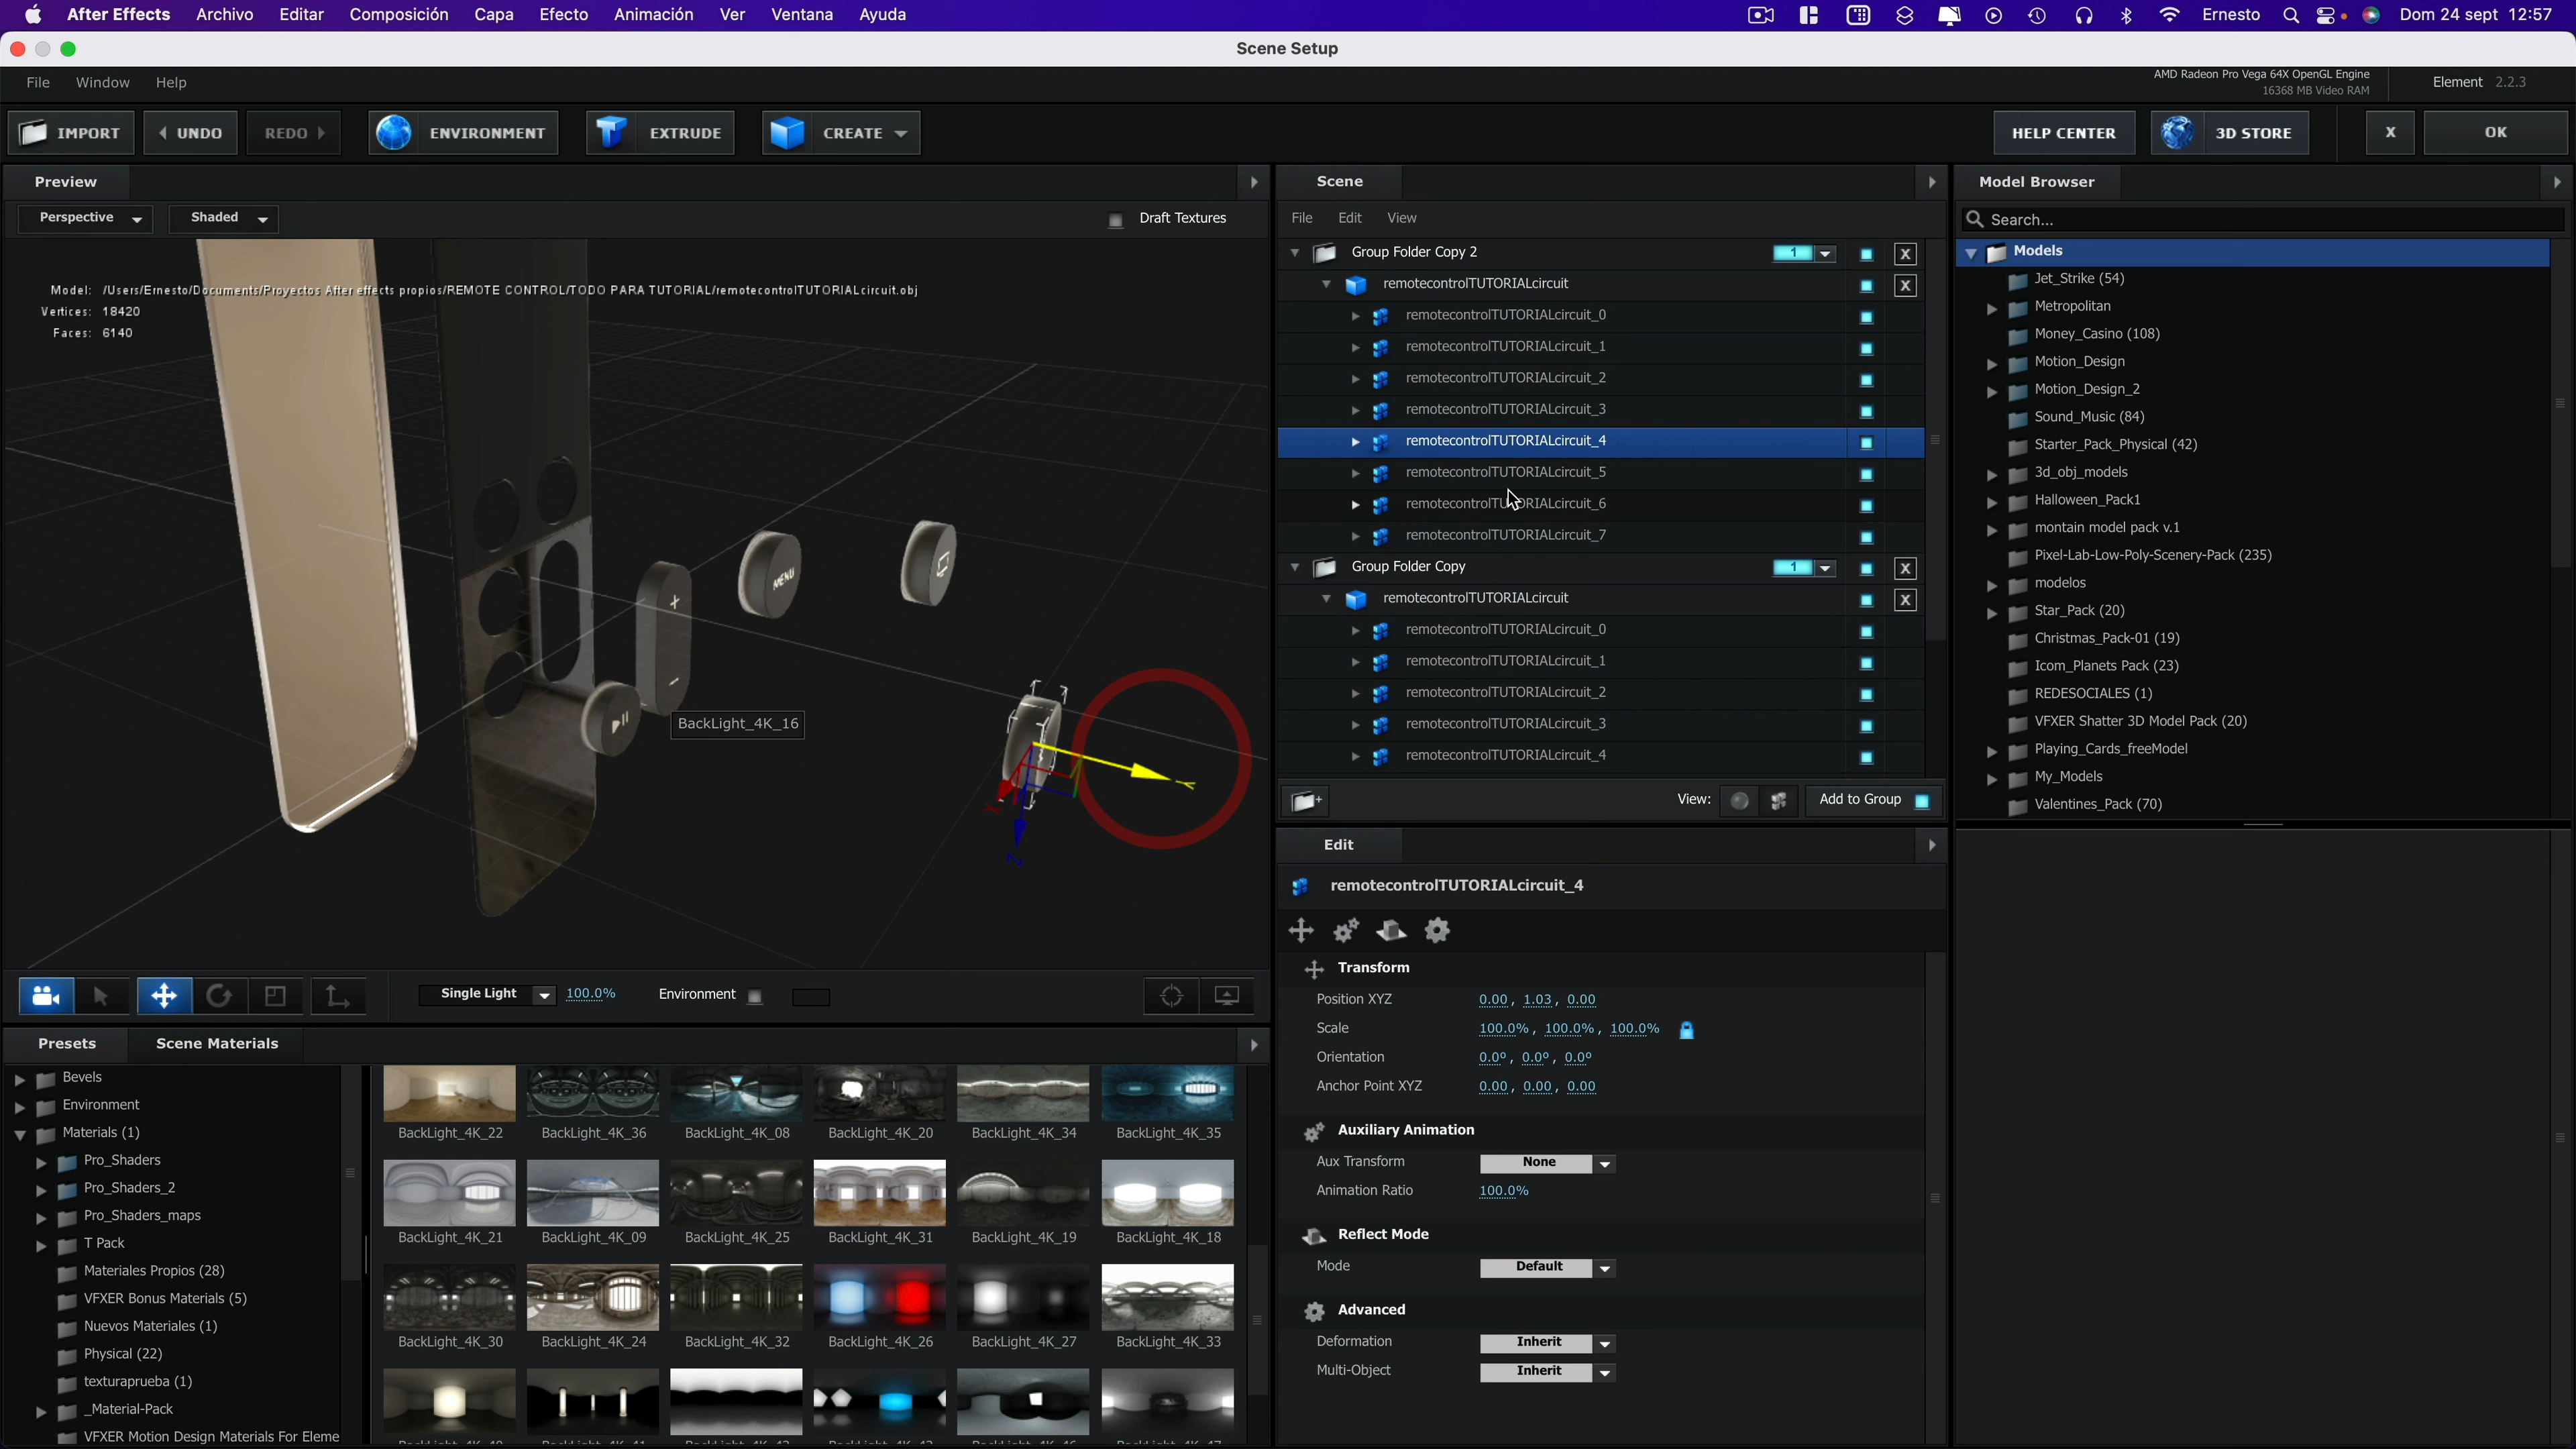 After Effects Archivo Editar Composición Capa Efecto Animación Ver Ventana Ayuda Ernesto Dom 24 sept 12:57
Scene Setup
File Window Help
AMD Radeon Pro Vega 64X OpenGL Engine
16368 MB Video RAM
Element 2.2.3
IMPORT UNDO REDO ENVIRONMENT EXTRUDE CREATE HELP CENTER 3D STORE X OK
Preview
Perspective Shaded Draft Textures
Model: /Users/Ernesto/Documents/Proyectos After effects propios/REMOTE CONTROL/TODO PARA TUTORIAL/remotecontrolTUTORIALcircuit.obj
Vertices: 18420
Faces: 6140
MENU
+
BackLight_4K_16
Y
X
Single Light 100.0% Environment
Scene
File Edit View
Group Folder Copy 2 1 X
remotecontrolTUTORIALcircuit X
remotecontrolTUTORIALcircuit_0
remotecontrolTUTORIALcircuit_1
remotecontrolTUTORIALcircuit_2
remotecontrolTUTORIALcircuit_3
remotecontrolTUTORIALcircuit_4
remotecontrolTUTORIALcircuit_5
remotecontrolTUTORIALcircuit_6
remotecontrolTUTORIALcircuit_7
Group Folder Copy 1 X
remotecontrolTUTORIALcircuit X
remotecontrolTUTORIALcircuit_0
remotecontrolTUTORIALcircuit_1
remotecontrolTUTORIALcircuit_2
remotecontrolTUTORIALcircuit_3
remotecontrolTUTORIALcircuit_4
View: Add to Group
Model Browser
Search...
Models
Jet_Strike (54)
Metropolitan
Money_Casino (108)
Motion_Design
Motion_Design_2
Sound_Music (84)
Starter_Pack_Physical (42)
3d_obj_models
Halloween_Pack1
montain model pack v.1
Pixel-Lab-Low-Poly-Scenery-Pack (235)
modelos
Star_Pack (20)
Christmas_Pack-01 (19)
Icom_Planets Pack (23)
REDESOCIALES (1)
VFXER Shatter 3D Model Pack (20)
Playing_Cards_freeModel
My_Models
Valentines_Pack (70)
Edit
remotecontrolTUTORIALcircuit_4
Transform
Position XYZ 0.00, 1.03, 0.00
Scale 100.0%, 100.0%, 100.0%
Orientation 0.0º, 0.0º, 0.0º
Anchor Point XYZ 0.00, 0.00, 0.00
Auxiliary Animation
Aux Transform None
Animation Ratio 100.0%
Reflect Mode
Mode Default
Advanced
Deformation Inherit
Multi-Object Inherit
Presets Scene Materials
Bevels
Environment
Materials (1)
Pro_Shaders
Pro_Shaders_2
Pro_Shaders_maps
T Pack
Materiales Propios (28)
VFXER Bonus Materials (5)
Nuevos Materiales (1)
Physical (22)
texturaprueba (1)
_Material-Pack
VFXER Motion Design Materials For Eleme
BackLight_4K_22 BackLight_4K_36 BackLight_4K_08 BackLight_4K_20 BackLight_4K_34 BackLight_4K_35
BackLight_4K_21 BackLight_4K_09 BackLight_4K_25 BackLight_4K_31 BackLight_4K_19 BackLight_4K_18
BackLight_4K_30 BackLight_4K_24 BackLight_4K_32 BackLight_4K_26 BackLight_4K_27 BackLight_4K_33